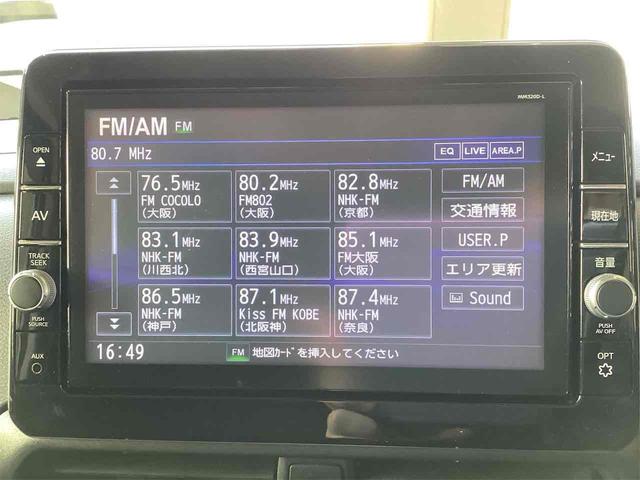 MM320D-L
FM/AM FM
80.7 MHz
EQ LIVE AREA.P
76.5MHz
FM COCOLO
(大阪)
80.2MHz
FM802
(大阪)
82.8MHz
NHK-FM
(京都)
83.1MHz
NHK-FM
(川西北)
83.9MHz
NHK-FM
(西宮山口)
85.1MHz
FM大阪
(大阪)
86.5MHz
NHK-FM
(神戸)
87.1MHz
Kiss FM KOBE
(北阪神)
87.4MHz
NHK-FM
(奈良)
FM/AM
交通情報
USER.P
エリア更新
Sound
16:49
FM 地図ｶｰﾄﾞを挿入してください
OPEN
AV
TRACK
SEEK
PUSH
SOURCE
AUX
メニュー
現在地
音量
PUSH
AV OFF
OPT